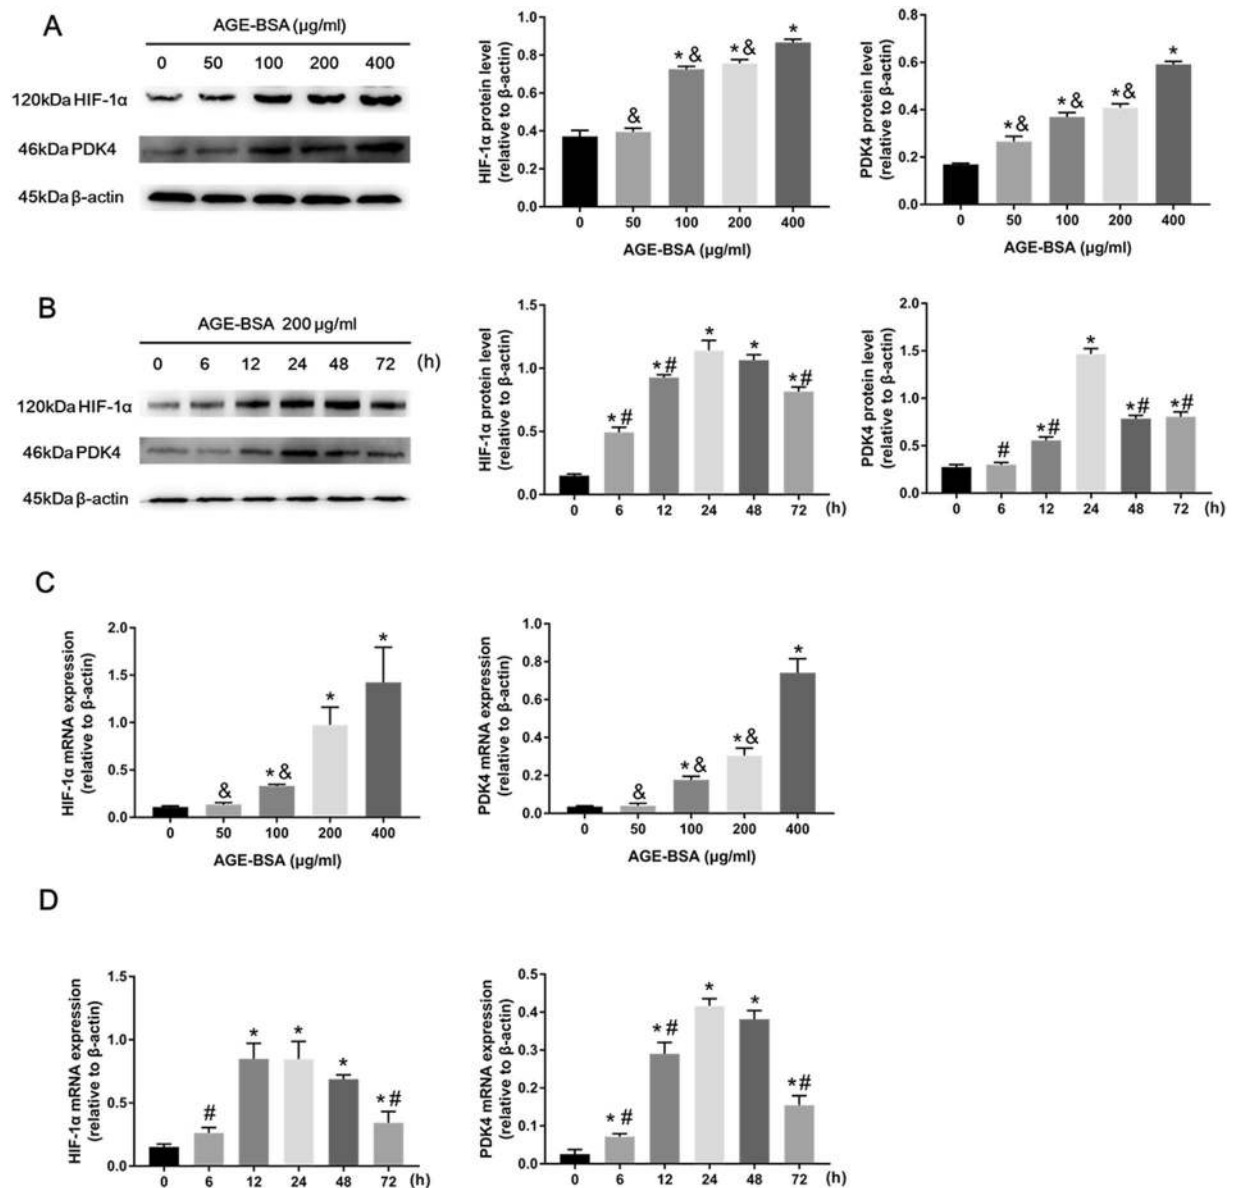 A
AGE-BSA (µg/ml)
0 50 100 200 400
120kDa HIF-1α
46kDa PDK4
45kDa β-actin
HIF-1α protein level
(relative to β-actin)
1.0
0.8
0.6
0.4
0.2
0.0
&
* &
* &
*
0 50 100 200 400
AGE-BSA (µg/ml)
PDK4 protein level
(relative to β-actin)
0.8
0.6
0.4
0.2
0.0
*&
*&
*&
*
0 50 100 200 400
AGE-BSA (µg/ml)
B
AGE-BSA 200 µg/ml
0 6 12 24 48 72 (h)
120kDa HIF-1α
46kDa PDK4
45kDa β-actin
HIF-1α protein level
(relative to β-actin)
1.5
1.0
0.5
0.0
*#
*#
*
*
*#
0 6 12 24 48 72 (h)
PDK4 protein level
(relative to β-actin)
2.0
1.5
1.0
0.5
0.0
#
*#
*
*#
*#
0 6 12 24 48 72 (h)
C
HIF-1α mRNA expression
(relative to β-actin)
2.0
1.5
1.0
0.5
0.0
&
* &
*
*
0 50 100 200 400
AGE-BSA (µg/ml)
PDK4 mRNA expression
(relative to β-actin)
1.0
0.8
0.6
0.4
0.2
0.0
&
*&
*&
*
0 50 100 200 400
AGE-BSA (µg/ml)
D
HIF-1α mRNA expression
(relative to β-actin)
1.5
1.0
0.5
0.0
#
*
*
*
*#
0 6 12 24 48 72 (h)
PDK4 mRNA expression
(relative to β-actin)
0.5
0.4
0.3
0.2
0.1
0.0
*#
*#
*
*
*#
0 6 12 24 48 72 (h)